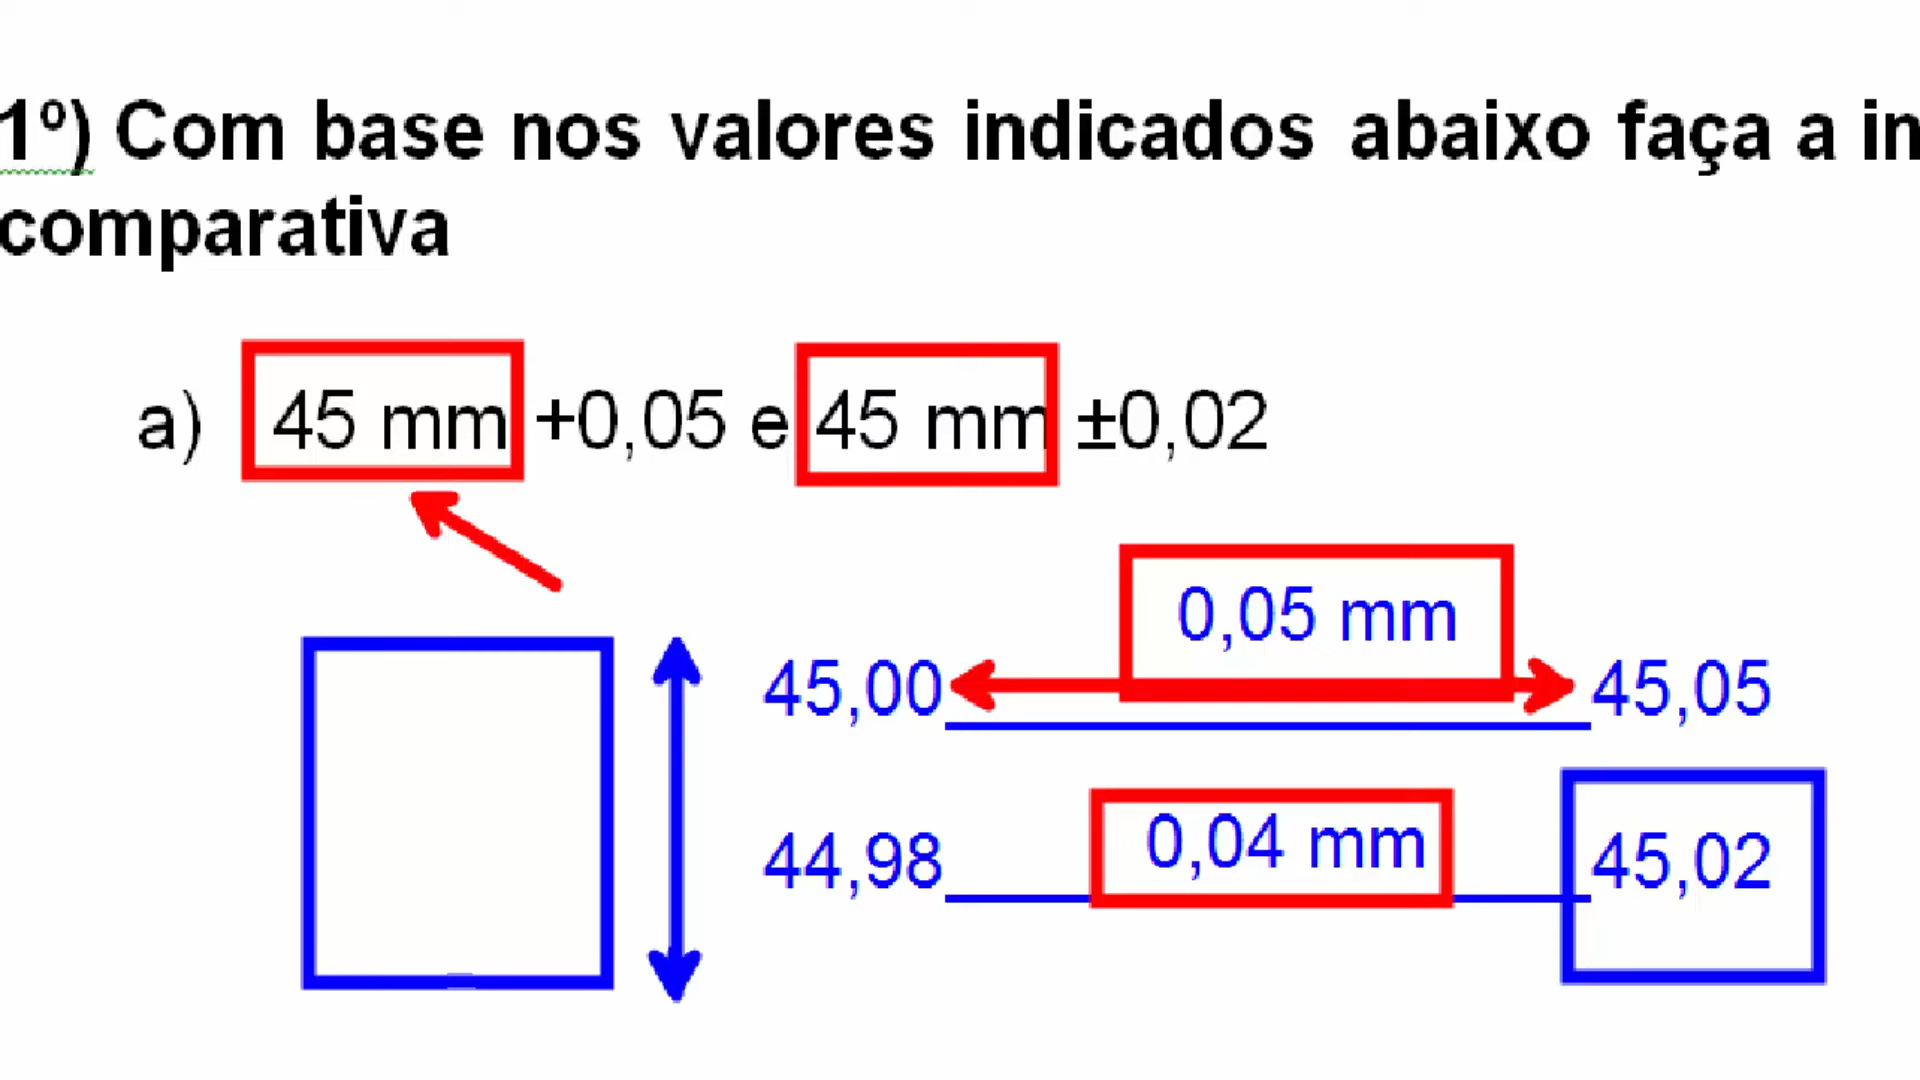 1º) Com base nos valores indicados abaixo faça a in
comparativa
a) 45 mm +0,05 e 45 mm ±0,02
0,05 mm
45,00 45,05
0,04 mm
44,98 45,02